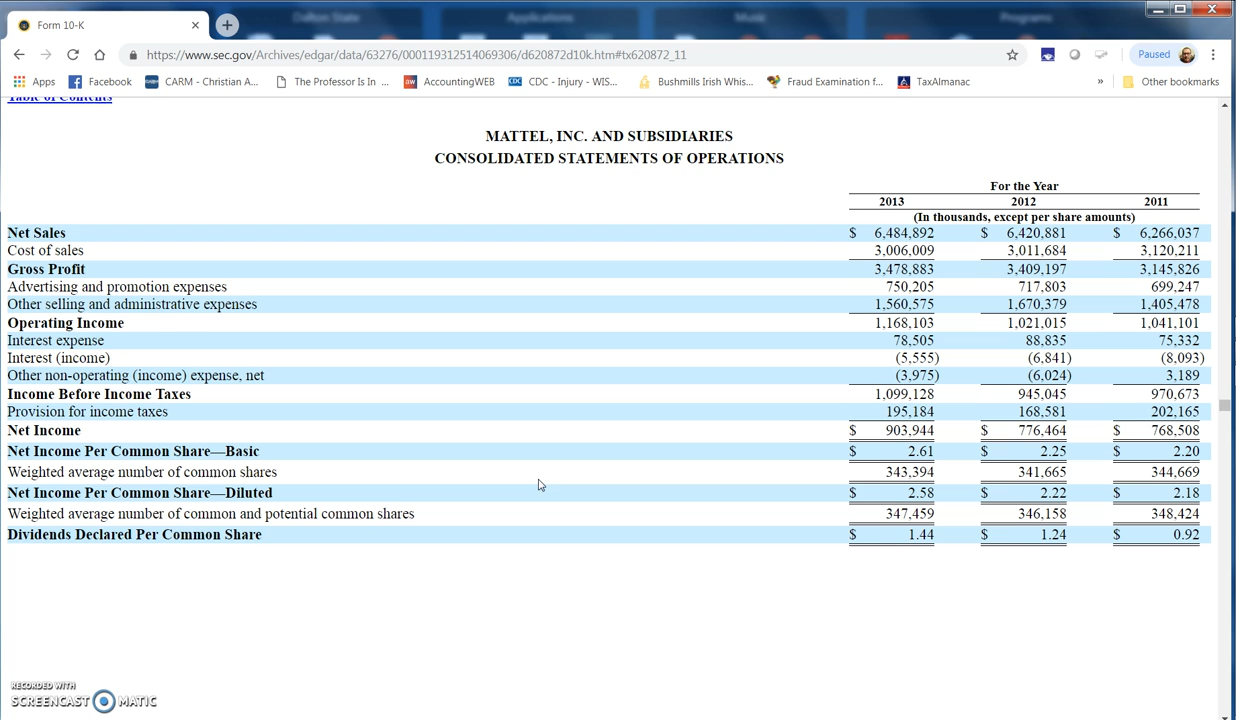 Dalton State Applications Music Programs
Form 10-K
https://www.sec.gov/Archives/edgar/data/63276/000119312514069306/d620872d10k.htm#tx620872_11 Paused
Apps Facebook CARM - Christian A... The Professor Is In ... aw AccountingWEB CDC CDC - Injury - WIS... Bushmills Irish Whis... Fraud Examination f... TaxAlmanac » Other bookmarks
Table of Contents
MATTEL, INC. AND SUBSIDIARIES
CONSOLIDATED STATEMENTS OF OPERATIONS
For the Year
2013 2012 2011
(In thousands, except per share amounts)
Net Sales $ 6,484,892 $ 6,420,881 $ 6,266,037
Cost of sales 3,006,009 3,011,684 3,120,211
Gross Profit 3,478,883 3,409,197 3,145,826
Advertising and promotion expenses 750,205 717,803 699,247
Other selling and administrative expenses 1,560,575 1,670,379 1,405,478
Operating Income 1,168,103 1,021,015 1,041,101
Interest expense 78,505 88,835 75,332
Interest (income) (5,555) (6,841) (8,093)
Other non-operating (income) expense, net (3,975) (6,024) 3,189
Income Before Income Taxes 1,099,128 945,045 970,673
Provision for income taxes 195,184 168,581 202,165
Net Income $ 903,944 $ 776,464 $ 768,508
Net Income Per Common Share—Basic $ 2.61 $ 2.25 $ 2.20
Weighted average number of common shares 343,394 341,665 344,669
Net Income Per Common Share—Diluted $ 2.58 $ 2.22 $ 2.18
Weighted average number of common and potential common shares 347,459 346,158 348,424
Dividends Declared Per Common Share $ 1.44 $ 1.24 $ 0.92
RECORDED WITH
SCREENCAST MATIC